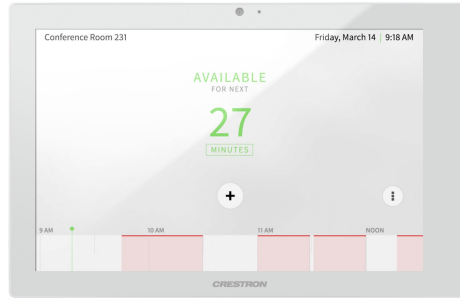 Conference Room 231
Friday, March 14 | 9:18 AM
AVAILABLE
FOR NEXT
27
MINUTES
9 AM
10 AM
11 AM
NOON
CRESTRON